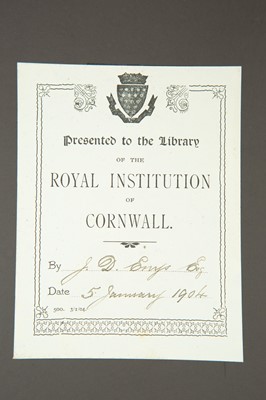 Presented to the Library
OF THE
ROYAL INSTITUTION
OF
CORNWALL.
By J. D. Enys Esq
Date 5 January 1904